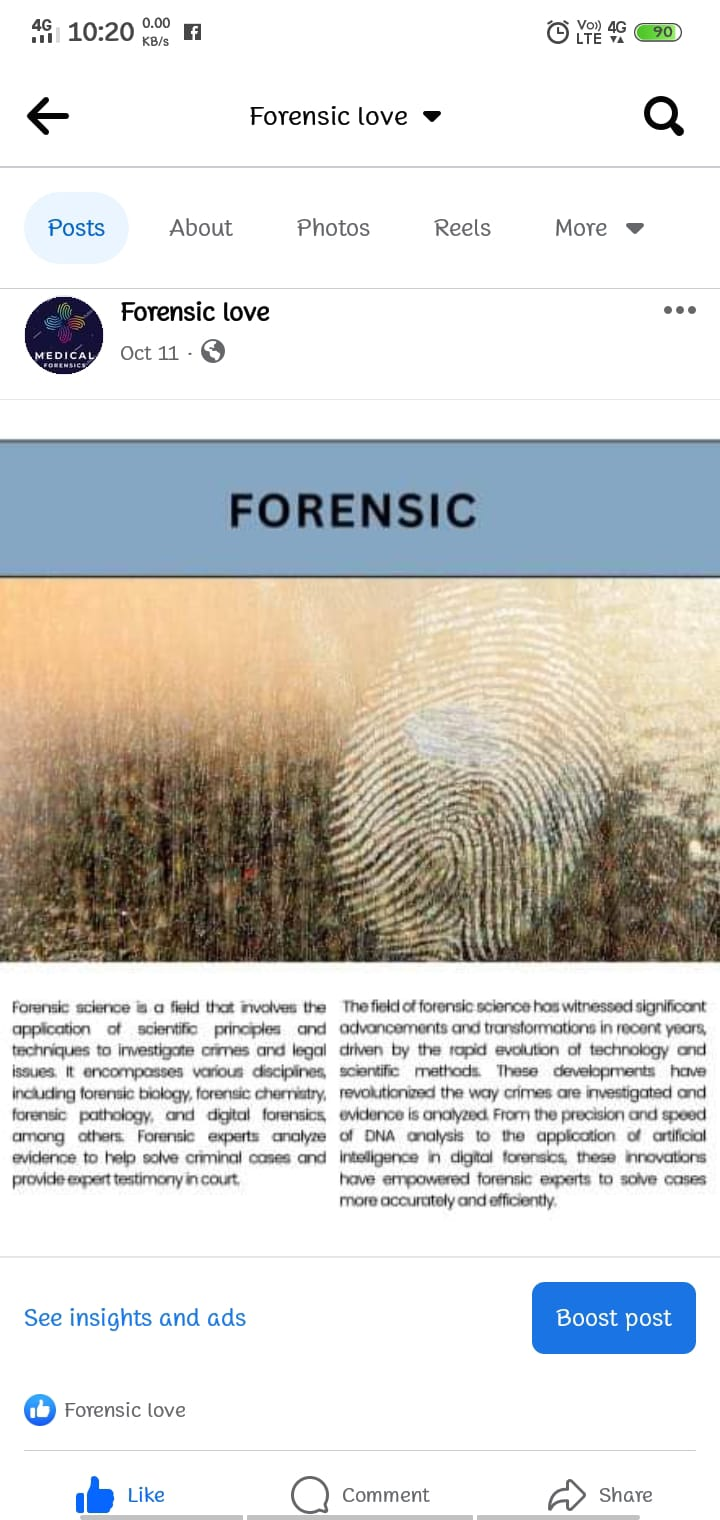 4G 10:20 0.00 KB/s
Vo)) LTE 4G 90
Forensic love
Posts About Photos Reels More
Forensic love
Oct 11 ·
MEDICAL
FORENSICS
FORENSIC
Forensic science is a field that involves the
application of scientific principles and
techniques to investigate crimes and legal
issues. It encompasses various disciplines,
including forensic biology, forensic chemistry,
forensic pathology, and digital forensics,
among others. Forensic experts analyze
evidence to help solve criminal cases and
provide expert testimony in court.
The field of forensic science has witnessed significant
advancements and transformations in recent years,
driven by the rapid evolution of technology and
scientific methods. These developments have
revolutionized the way crimes are investigated and
evidence is analyzed. From the precision and speed
of DNA analysis to the application of artificial
intelligence in digital forensics, these innovations
have empowered forensic experts to solve cases
more accurately and efficiently.
See insights and ads
Boost post
Forensic love
Like Comment Share